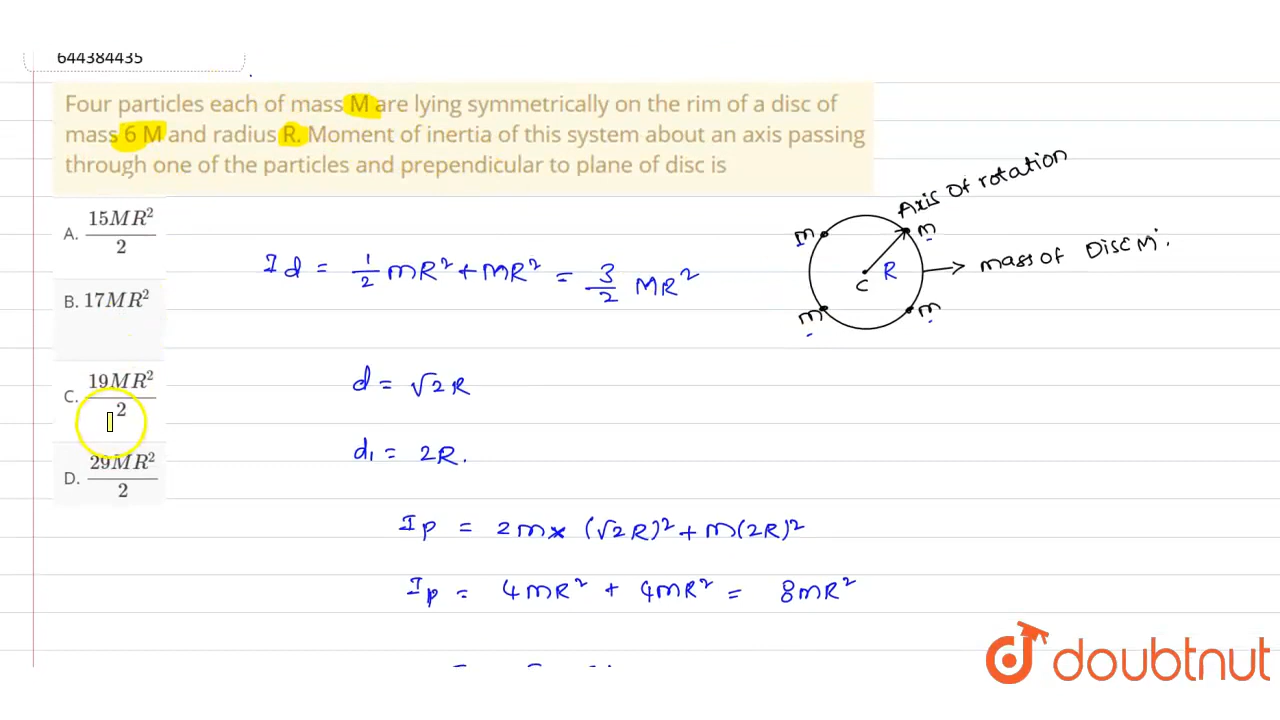 644384435
Four particles each of mass M are lying symmetrically on the rim of a disc of
mass 6 M and radius R. Moment of inertia of this system about an axis passing
through one of the particles and prependicular to plane of disc is
A. 15MR²/2
B. 17MR²
C. 19MR²/2
D. 29MR²/2
Id = 1/2 mR² + MR² = 3/2 MR²
d = √2 R
d₁ = 2R.
Ip = 2m× (√2R)² + m(2R)²
Ip = 4mR² + 4mR² = 8mR²
Axis Of rotation
m
m
R
C
mass of Disc M
m
m
doubtnut